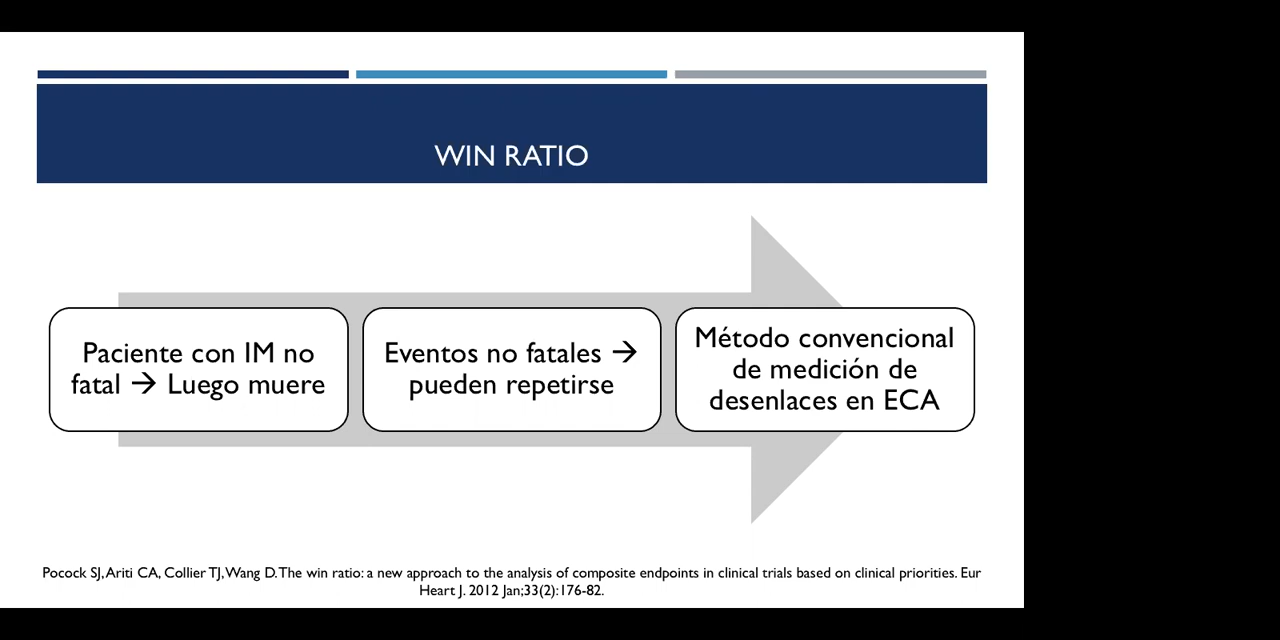 WIN RATIO
Paciente con IM no
fatal → Luego muere
Eventos no fatales →
pueden repetirse
Método convencional
de medición de
desenlaces en ECA
Pocock SJ, Ariti CA, Collier TJ, Wang D. The win ratio: a new approach to the analysis of composite endpoints in clinical trials based on clinical priorities. Eur
Heart J. 2012 Jan;33(2):176-82.